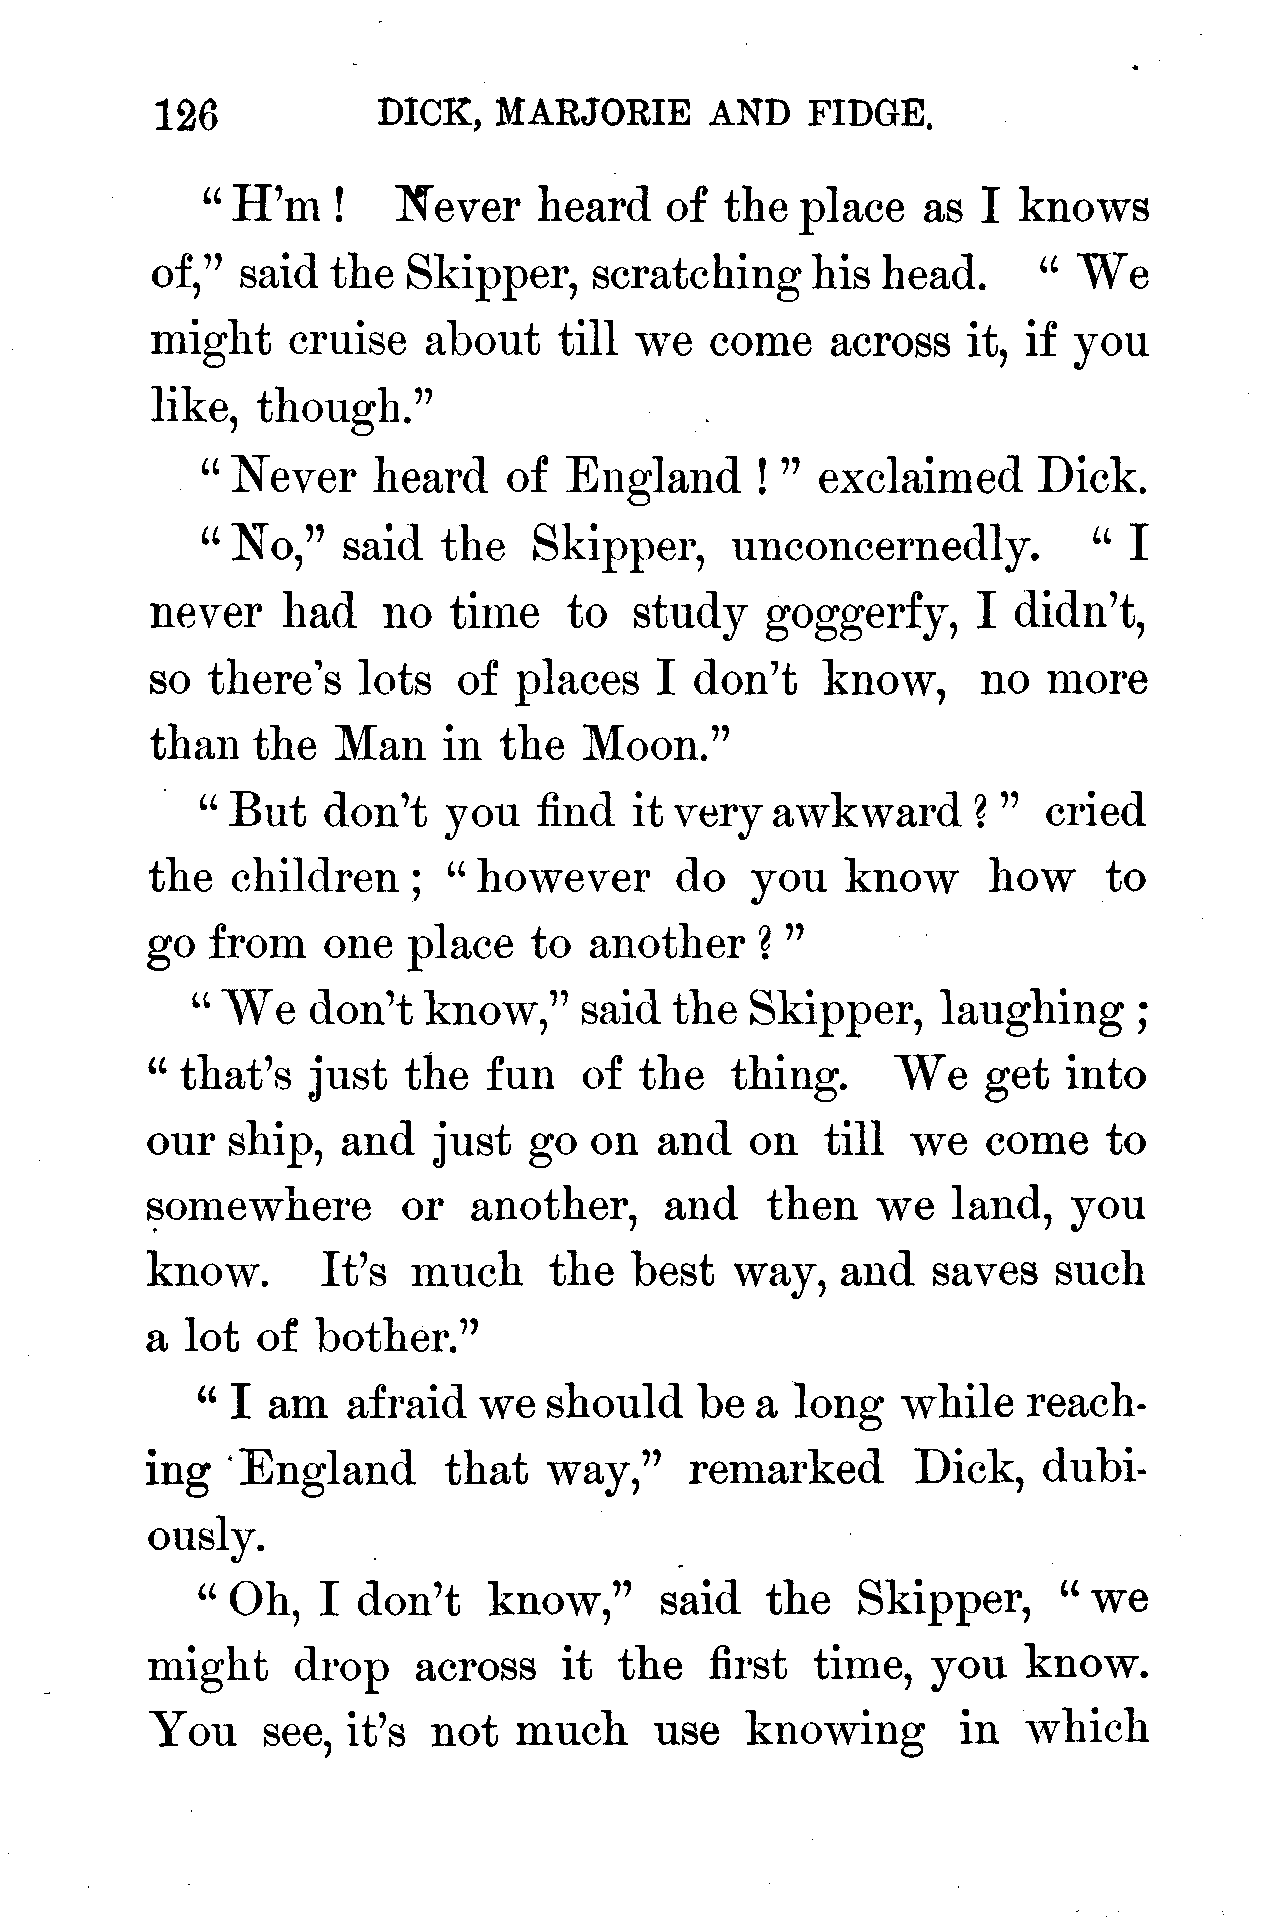 126 DICK, MARJORIE AND FIDGE.
“ H’m ! Never heard of the place as I knows
of,” said the Skipper, scratching his head. “ We
might cruise about till we come across it, if you
like, though.”
“ Never heard of England ! ” exclaimed Dick.
“ No,” said the Skipper, unconcernedly. “ I
never had no time to study goggerfy, I didn’t,
so there’s lots of places I don’t know, no more
than the Man in the Moon.”
“ But don’t you find it very awkward ? ” cried
the children ; “ however do you know how to
go from one place to another ? ”
“ We don’t know,” said the Skipper, laughing ;
“ that’s just the fun of the thing. We get into
our ship, and just go on and on till we come to
somewhere or another, and then we land, you
know. It’s much the best way, and saves such
a lot of bother.”
“ I am afraid we should be a long while reach-
ing England that way,” remarked Dick, dubi-
ously.
“ Oh, I don’t know,” said the Skipper, “ we
might drop across it the first time, you know.
You see, it’s not much use knowing in which